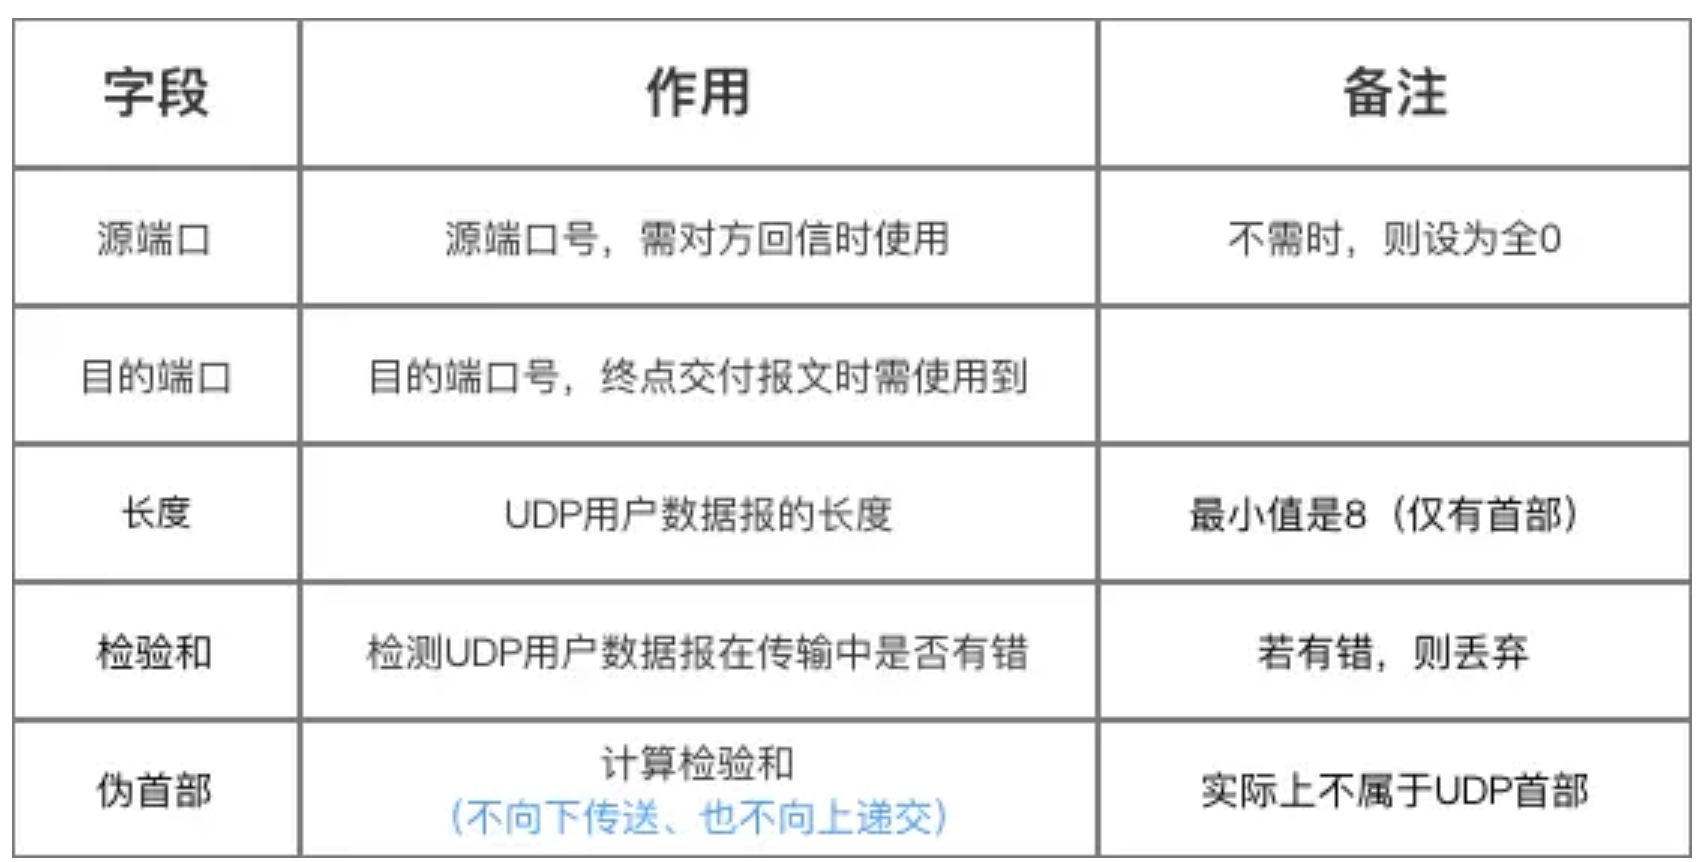 字段 作用 备注
源端口 源端口号，需对方回信时使用 不需时，则设为全0
目的端口 目的端口号，终点交付报文时需使用到
长度 UDP用户数据报的长度 最小值是8（仅有首部）
检验和 检测UDP用户数据报在传输中是否有错 若有错，则丢弃
伪首部 计算检验和 实际上不属于UDP首部
（不向下传送、也不向上递交）